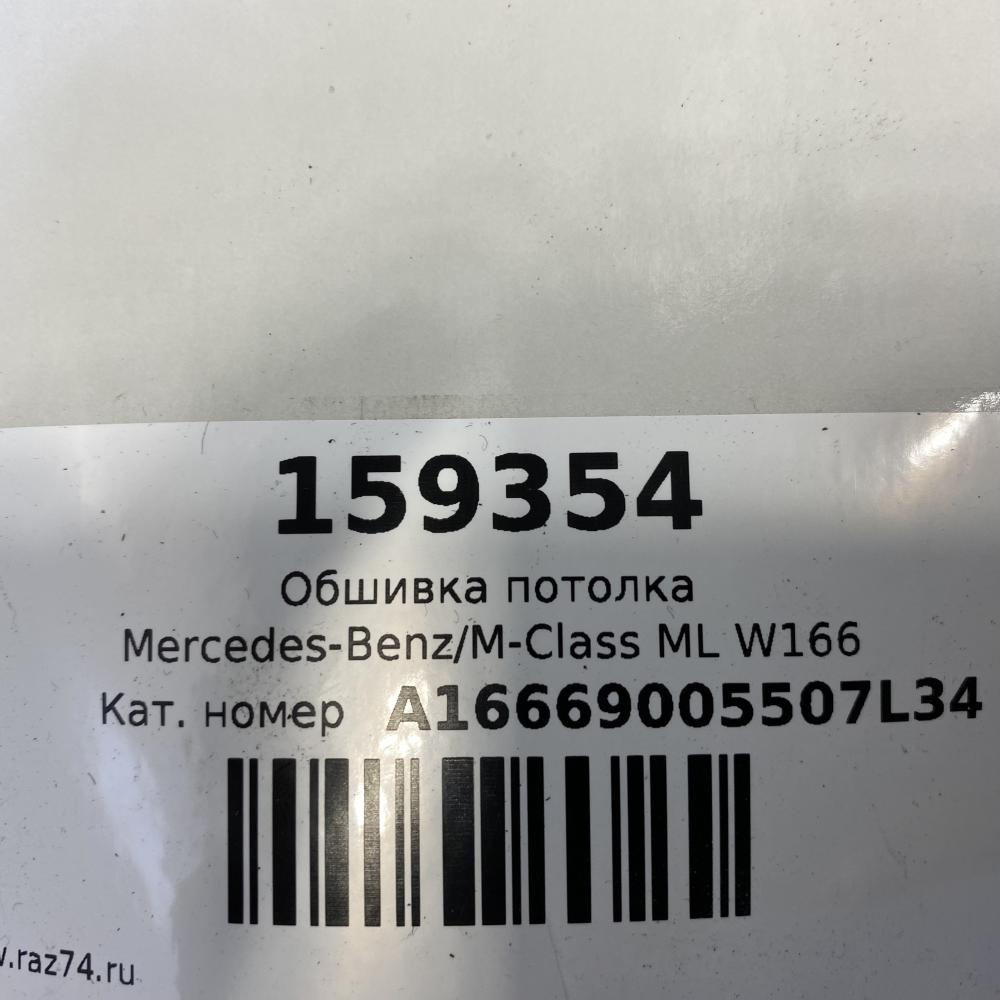 159354
Обшивка потолка
Mercedes-Benz/M-Class ML W166
Кат. номер A16669005507L34
.raz74.ru